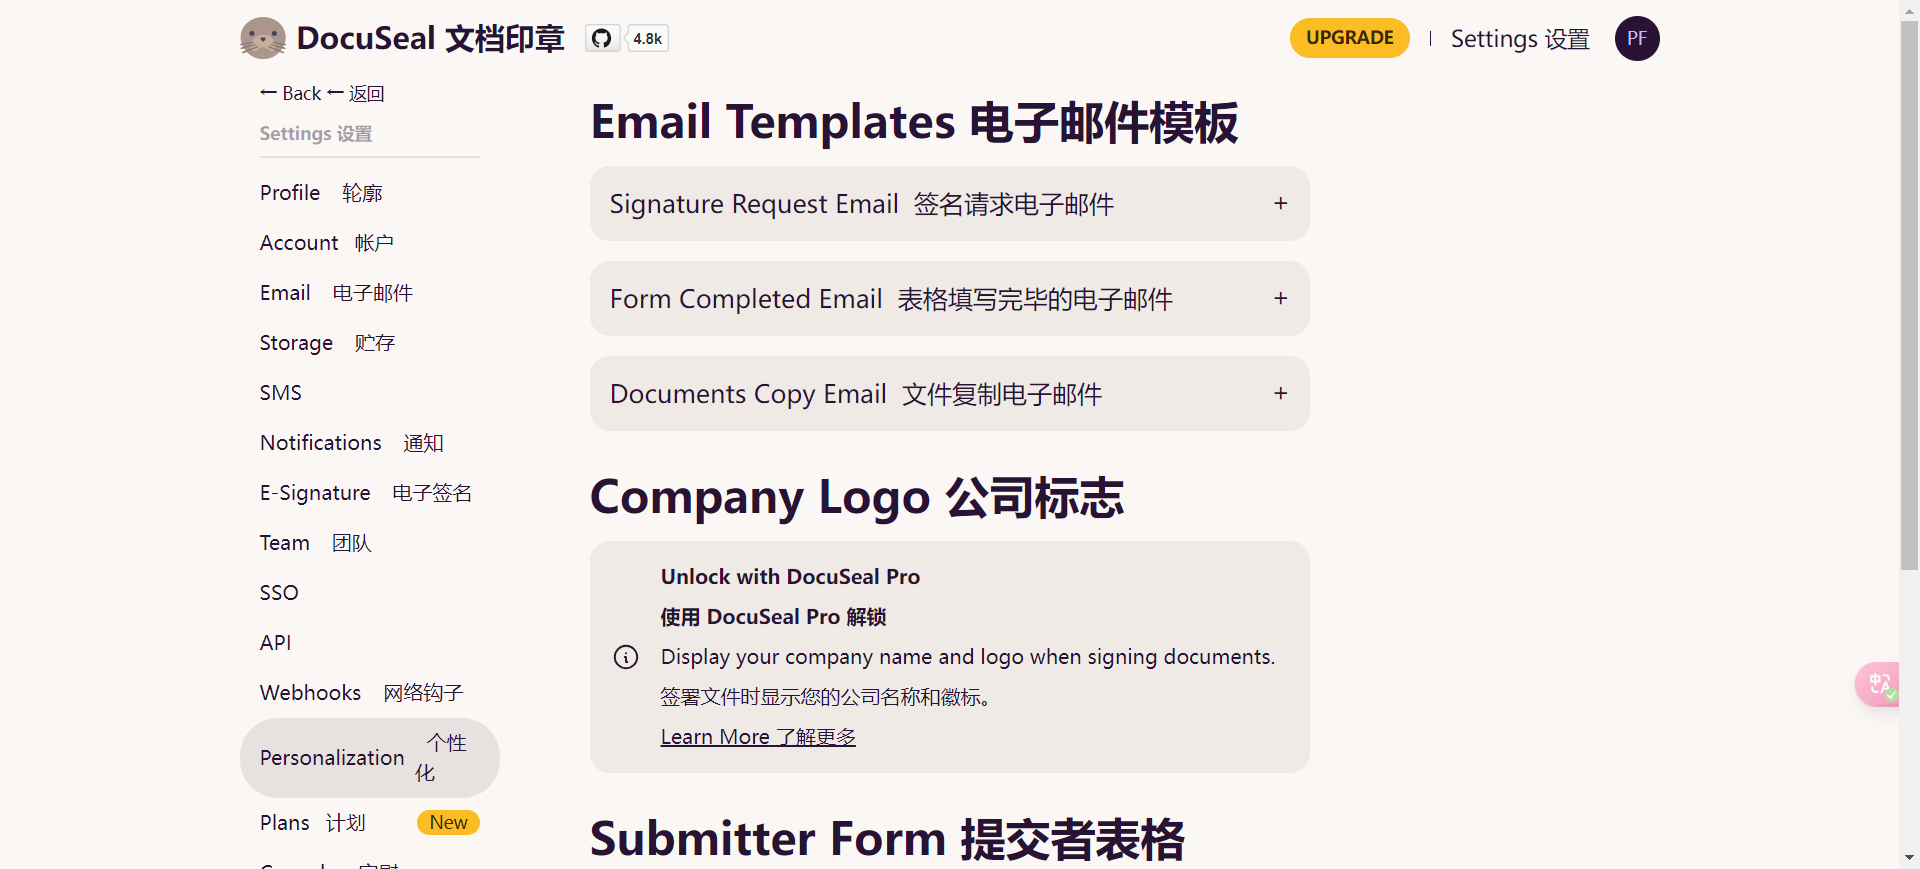 DocuSeal 文档印章
4.8k
UPGRADE
Settings 设置
PF
← Back ← 返回
Settings 设置
Profile 轮廓
Account 帐户
Email 电子邮件
Storage 贮存
SMS
Notifications 通知
E-Signature 电子签名
Team 团队
SSO
API
Webhooks 网络钩子
Personalization 个性
化
Plans 计划
New
Email Templates 电子邮件模板
Signature Request Email 签名请求电子邮件
+
Form Completed Email 表格填写完毕的电子邮件
+
Documents Copy Email 文件复制电子邮件
+
Company Logo 公司标志
Unlock with DocuSeal Pro
使用 DocuSeal Pro 解锁
Display your company name and logo when signing documents.
签署文件时显示您的公司名称和徽标。
Learn More 了解更多
Submitter Form 提交者表格